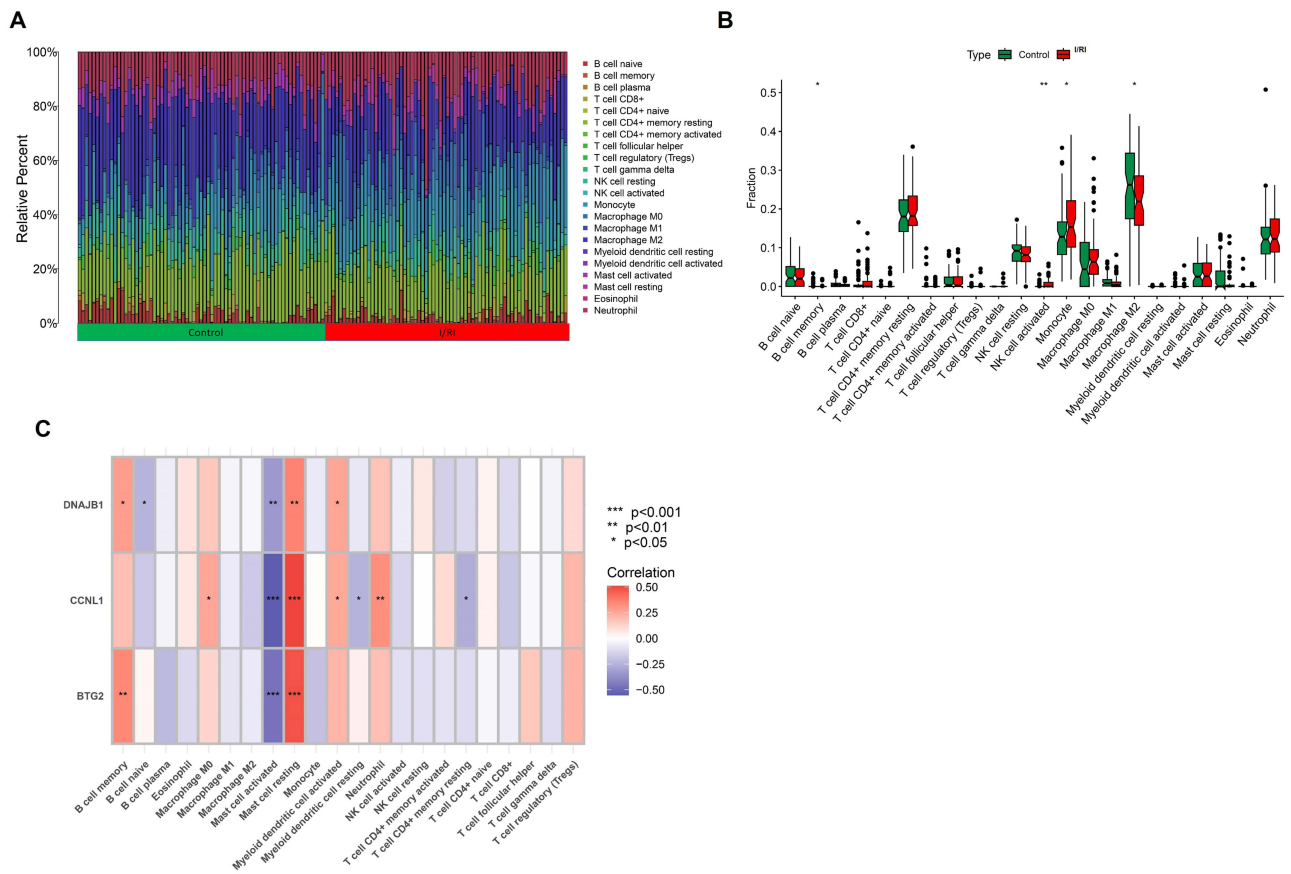 A
Relative Percent
100%
80%
60%
40%
20%
0%
Control
I/RI
B cell naive
B cell memory
B cell plasma
T cell CD8+
T cell CD4+ naive
T cell CD4+ memory resting
T cell CD4+ memory activated
T cell follicular helper
T cell regulatory (Tregs)
T cell gamma delta
NK cell resting
NK cell activated
Monocyte
Macrophage M0
Macrophage M1
Macrophage M2
Myeloid dendritic cell resting
Myeloid dendritic cell activated
Mast cell activated
Mast cell resting
Eosinophil
Neutrophil
B
Type Control I/RI
* ** * *
Fraction
0.5
0.4
0.3
0.2
0.1
0.0
B cell naive
B cell memory
B cell plasma
T cell CD8+
T cell CD4+ naive
T cell CD4+ memory resting
T cell CD4+ memory activated
T cell follicular helper
T cell regulatory (Tregs)
T cell gamma delta
NK cell resting
NK cell activated
Monocyte
Macrophage M0
Macrophage M1
Macrophage M2
Myeloid dendritic cell resting
Myeloid dendritic cell activated
Mast cell activated
Mast cell resting
Eosinophil
Neutrophil
C
DNAJB1 * * ** ** *
CCNL1 * *** *** * * ** *
BTG2 ** *** ***
B cell memory
B cell naive
B cell plasma
Eosinophil
Macrophage M0
Macrophage M1
Macrophage M2
Mast cell activated
Mast cell resting
Monocyte
Myeloid dendritic cell activated
Myeloid dendritic cell resting
Neutrophil
NK cell activated
NK cell resting
T cell CD4+ memory activated
T cell CD4+ memory resting
T cell CD4+ naive
T cell CD8+
T cell follicular helper
T cell gamma delta
T cell regulatory (Tregs)
*** p<0.001
** p<0.01
* p<0.05
Correlation
0.50
0.25
0.00
−0.25
−0.50